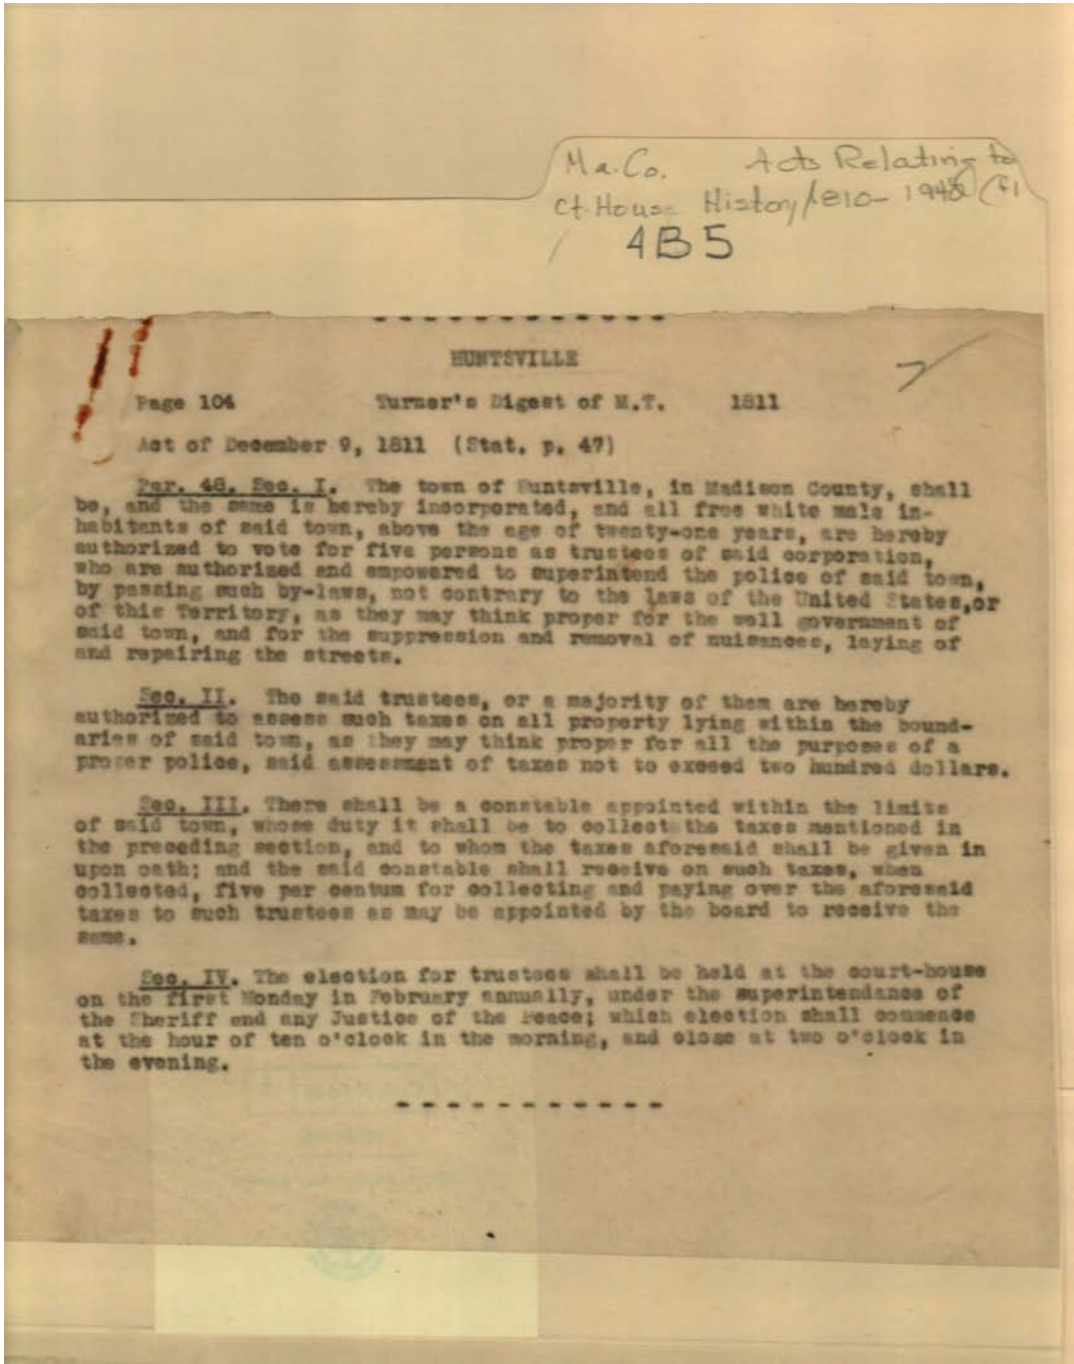 Ma.Co. Acts Relating to
Ct. House History 1810-1948 (f1
4B5
HUNTSVILLE
Page 104 Turner's Digest of M.T. 1811
Act of December 9, 1811 (Stat. p. 47)
Par. 48. Sec. I. The town of Huntsville, in Madison County, shall
be, and the same is hereby incorporated, and all free white male in-
habitants of said town, above the age of twenty-one years, are hereby
authorized to vote for five persons as trustees of said corporation,
who are authorized and empowered to superintend the police of said town,
by passing such by-laws, not contrary to the laws of the United States,or
of this Territory, as they may think proper for the well government of
said town, and for the suppression and removal of nuisances, laying of
and repairing the streets.
Sec. II. The said trustees, or a majority of them are hereby
authorized to assess such taxes on all property lying within the bound-
aries of said town, as they may think proper for all the purposes of a
proper police, said assessment of taxes not to exceed two hundred dollars.
Sec. III. There shall be a constable appointed within the limits
of said town, whose duty it shall be to collect the taxes mentioned in
the preceding section, and to whom the taxes aforesaid shall be given in
upon oath; and the said constable shall receive on such taxes, when
collected, five per centum for collecting and paying over the aforesaid
taxes to such trustees as may be appointed by the board to receive the
same.
Sec. IV. The election for trustees shall be held at the court-house
on the first Monday in February annually, under the superintendance of
the Sheriff and any Justice of the Peace; which election shall commence
at the hour of ten o'clock in the morning, and close at two o'clock in
the evening.